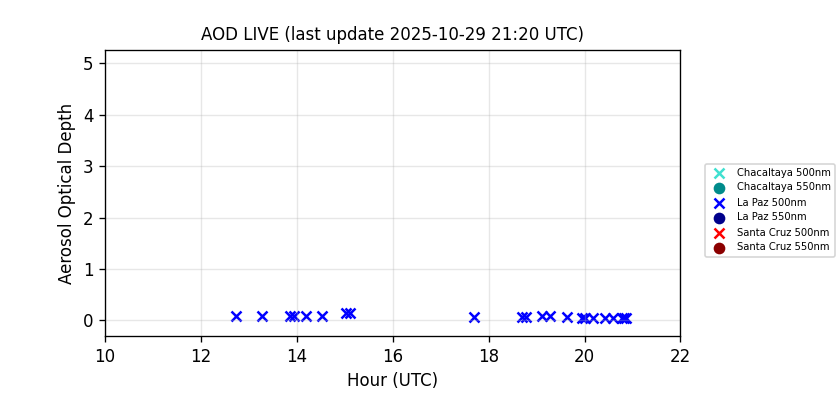 AOD LIVE (last update 2025-10-29 21:20 UTC)
Aerosol Optical Depth
5
4
3
2
1
0
10 12 14 16 18 20 22
Hour (UTC)
Chacaltaya 500nm
Chacaltaya 550nm
La Paz 500nm
La Paz 550nm
Santa Cruz 500nm
Santa Cruz 550nm